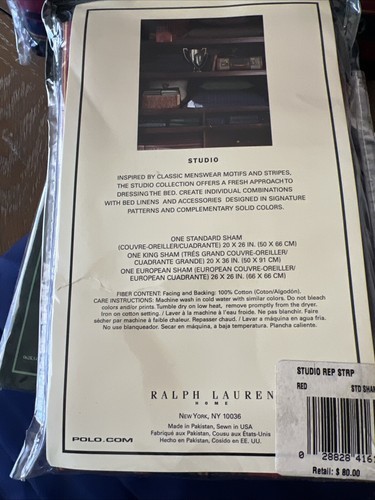 STUDIO
INSPIRED BY CLASSIC MENSWEAR MOTIFS AND STRIPES,
THE STUDIO COLLECTION OFFERS A FRESH APPROACH TO
DRESSING THE BED. CREATE INDIVIDUAL COMBINATIONS
WITH BED LINENS AND ACCESSORIES DESIGNED IN SIGNATURE
PATTERNS AND COMPLEMENTARY SOLID COLORS.
ONE STANDARD SHAM
(COUVRE-OREILLER/CUADRANTE) 20 X 26 IN. (50 X 66 CM)
ONE KING SHAM (TRÈS GRAND COUVRE-OREILLER/
CUADRANTE GRANDE) 20 X 36 IN. (50 X 91 CM)
ONE EUROPEAN SHAM (EUROPEAN COUVRE-OREILLER/
EUROPEAN CUADRANTE) 26 X 26 IN. (66 X 66 CM)
FIBER CONTENT: Facing and Backing: 100% Cotton (Coton/Algodón).
CARE INSTRUCTIONS: Machine wash in cold water with similar colors. Do not bleach
colors and/or prints. Tumble dry on low heat, remove promptly from the dryer.
Iron on cotton setting. / Laver à la machine à l'eau froide. Ne pas blanchir. Faire
sécher par machine à faible chaleur. Repasser chaud. / Lavar a máquina en agua fria.
No use blanqueador. Secar en máquina, a baja temperatura. Plancha caliente.
RALPH LAUREN
HOME
NEW YORK, NY 10036
Made in Pakistan, Sewn in USA
Fabriqué aux Pakistan, Cousu aux États-Unis
Hecho en Pakistan, Cosido en EE. UU.
POLO.COM
STUDIO REP STRP
RED STD SHAM
0 28828 416
Retail: $ 80.00